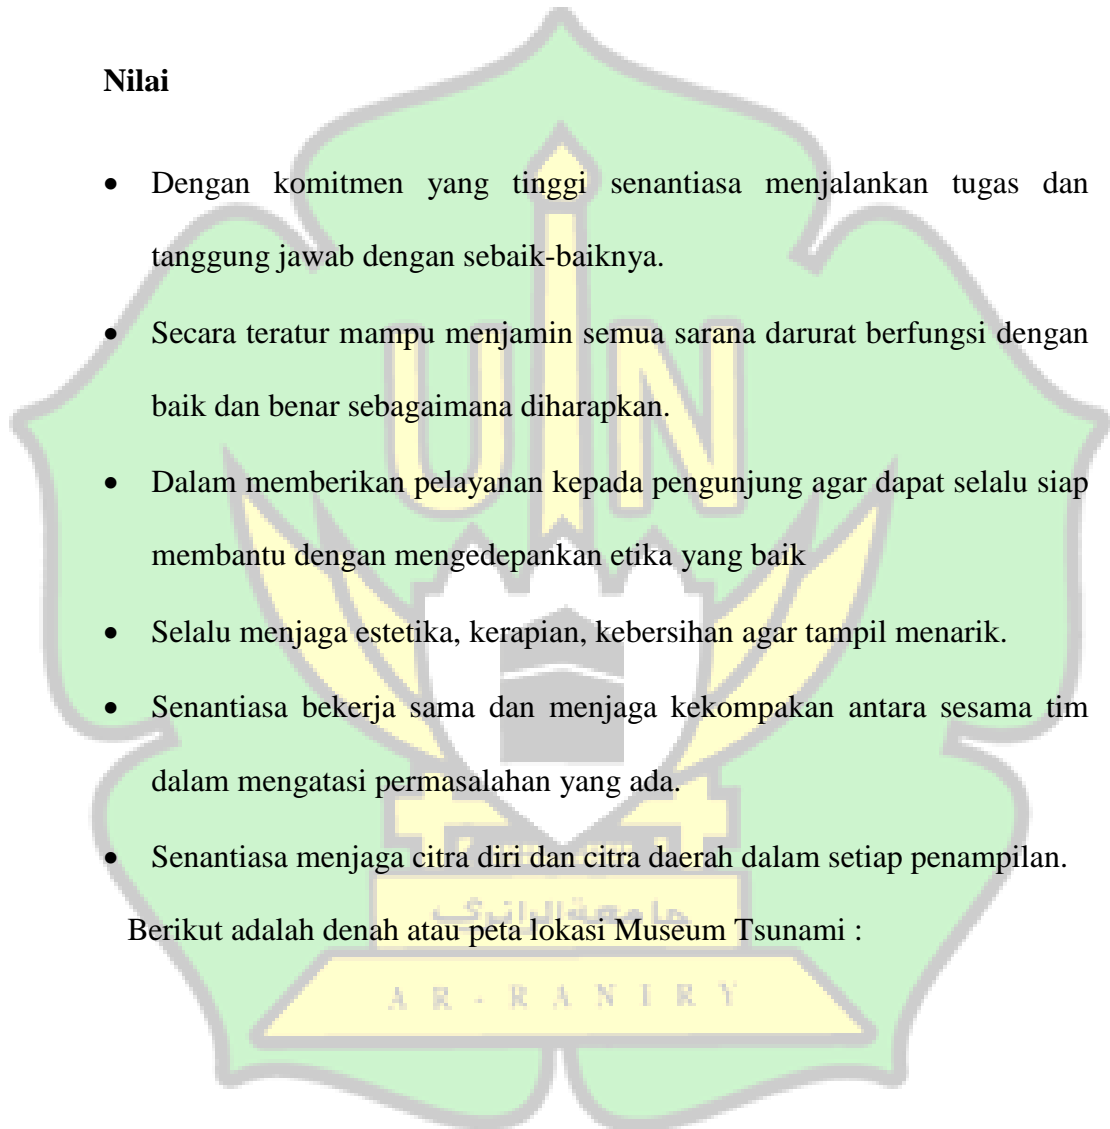 Nilai
• Dengan komitmen yang tinggi senantiasa menjalankan tugas dan
tanggung jawab dengan sebaik-baiknya.
• Secara teratur mampu menjamin semua sarana darurat berfungsi dengan
baik dan benar sebagaimana diharapkan.
• Dalam memberikan pelayanan kepada pengunjung agar dapat selalu siap
membantu dengan mengedepankan etika yang baik
• Selalu menjaga estetika, kerapian, kebersihan agar tampil menarik.
• Senantiasa bekerja sama dan menjaga kekompakan antara sesama tim
dalam mengatasi permasalahan yang ada.
• Senantiasa menjaga citra diri dan citra daerah dalam setiap penampilan.
Berikut adalah denah atau peta lokasi Museum Tsunami :
UIN
جامعة الرانري
AR-RANIRY